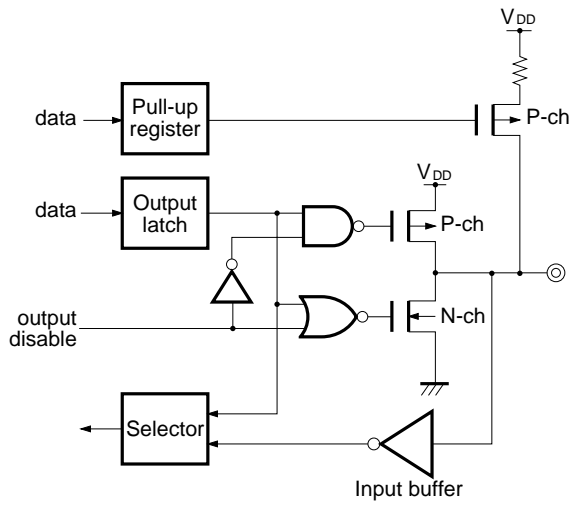 VDD
data
Pull-up
register
P-ch
VDD
data
Output
latch
P-ch
output
disable
N-ch
Selector
Input buffer